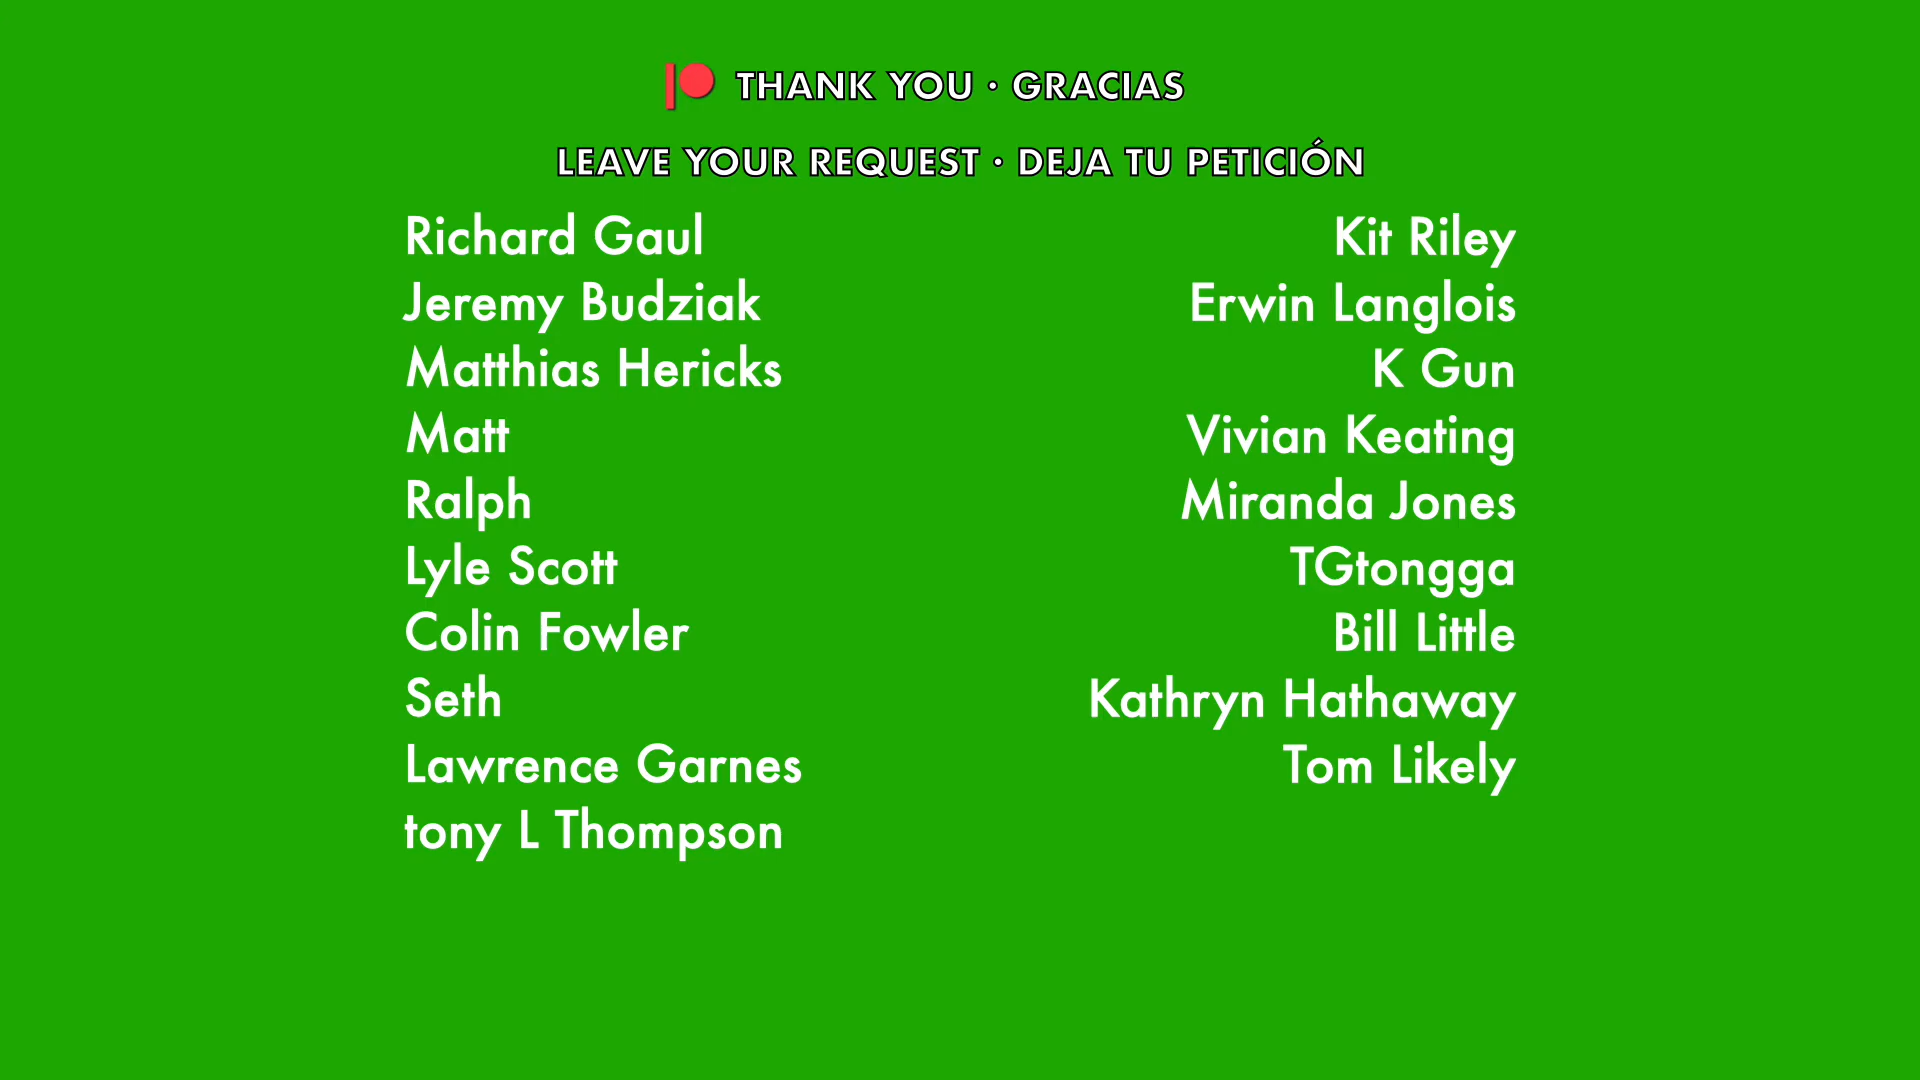 THANK YOU · GRACIAS
LEAVE YOUR REQUEST · DEJA TU PETICIÓN
Richard Gaul
Jeremy Budziak
Matthias Hericks
Matt
Ralph
Lyle Scott
Colin Fowler
Seth
Lawrence Garnes
tony L Thompson
Kit Riley
Erwin Langlois
K Gun
Vivian Keating
Miranda Jones
TGtongga
Bill Little
Kathryn Hathaway
Tom Likely